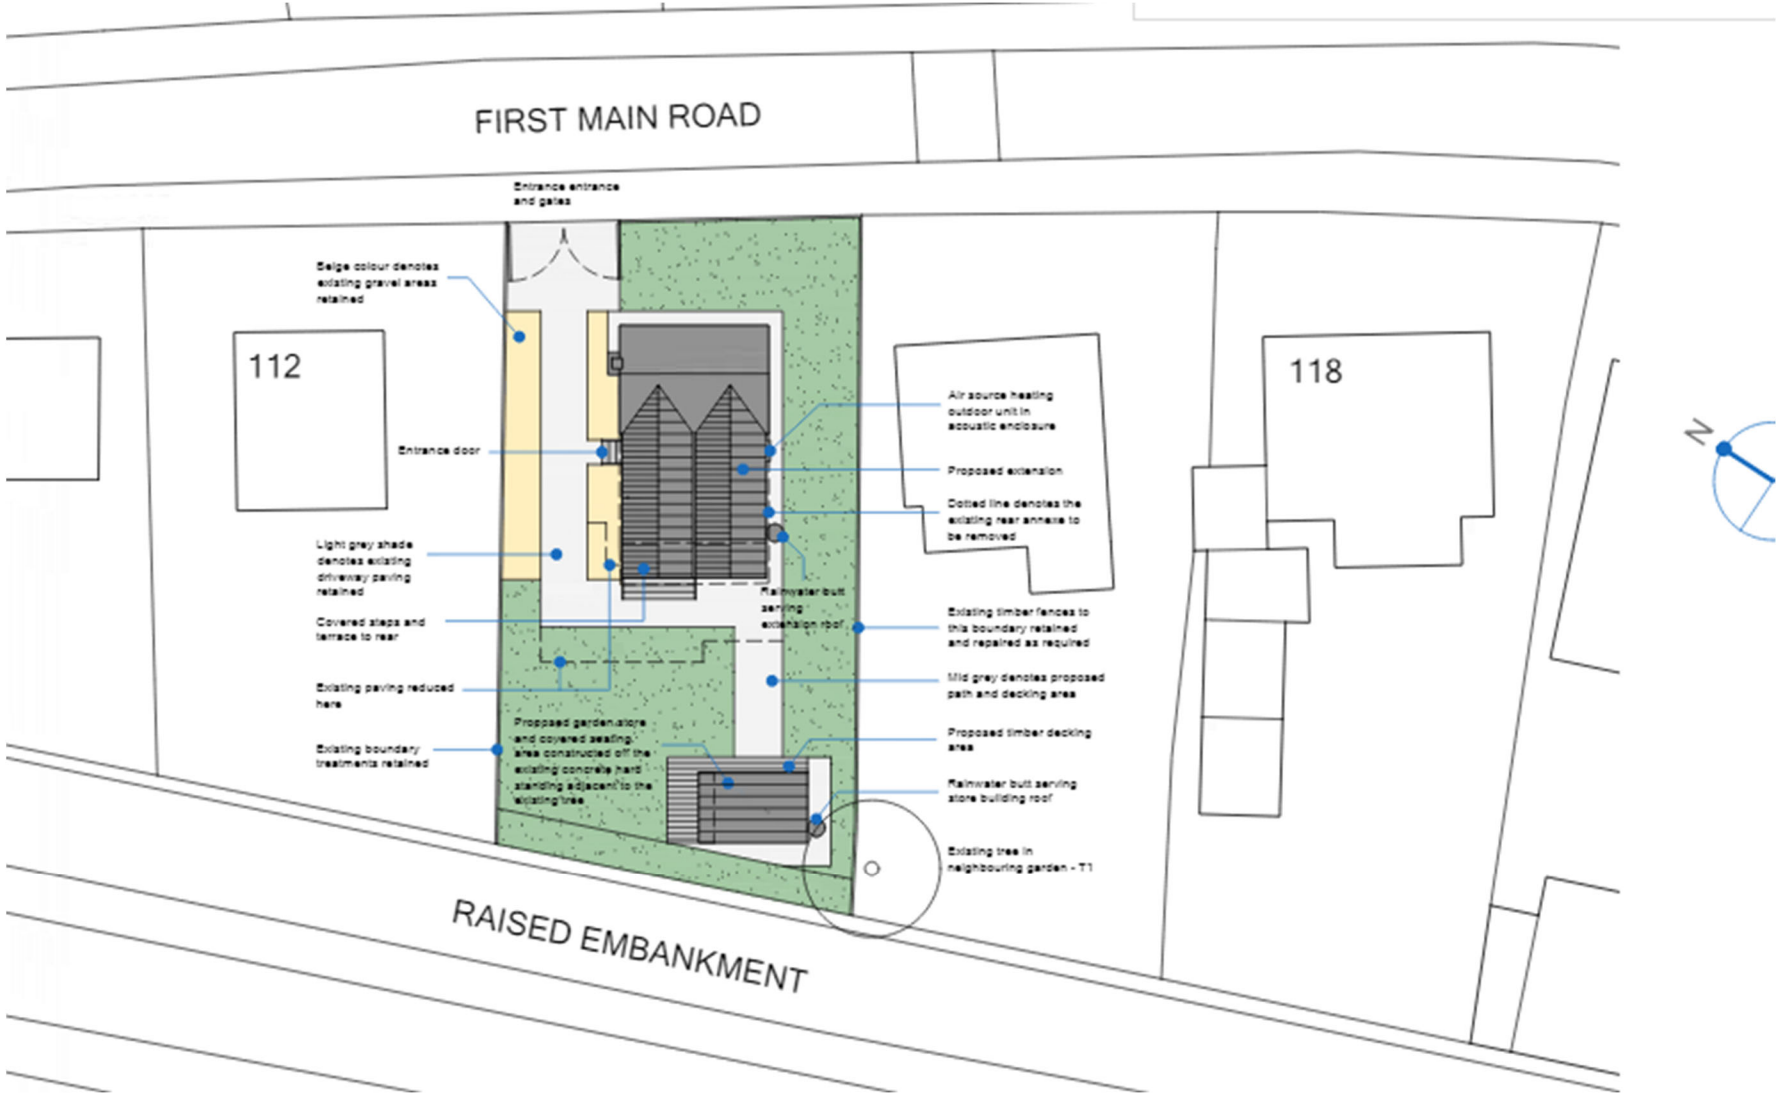 FIRST MAIN ROAD
Entrance entrance
and gates
Beige colour denotes
existing gravel areas
retained
112
118
N
Air source heating
outdoor unit in
acoustic enclosure
Entrance door
Proposed extension
Dotted line denotes the
existing rear annexe to
be removed
Light grey shade
denotes existing
driveway paving
retained
Rainwater butt
serving
extension roof
Covered steps and
terrace to rear
Existing timber fences to
this boundary retained
and repaired as required
Existing paving reduced
here
Mid grey denotes proposed
path and decking area
Proposed garden store
and covered seating
area constructed off the
existing concrete hard
standing adjacent to the
existing tree
Existing boundary
treatments retained
Proposed timber decking
area
Rainwater butt serving
store building roof
Existing tree in
neighbouring garden - T1
RAISED EMBANKMENT